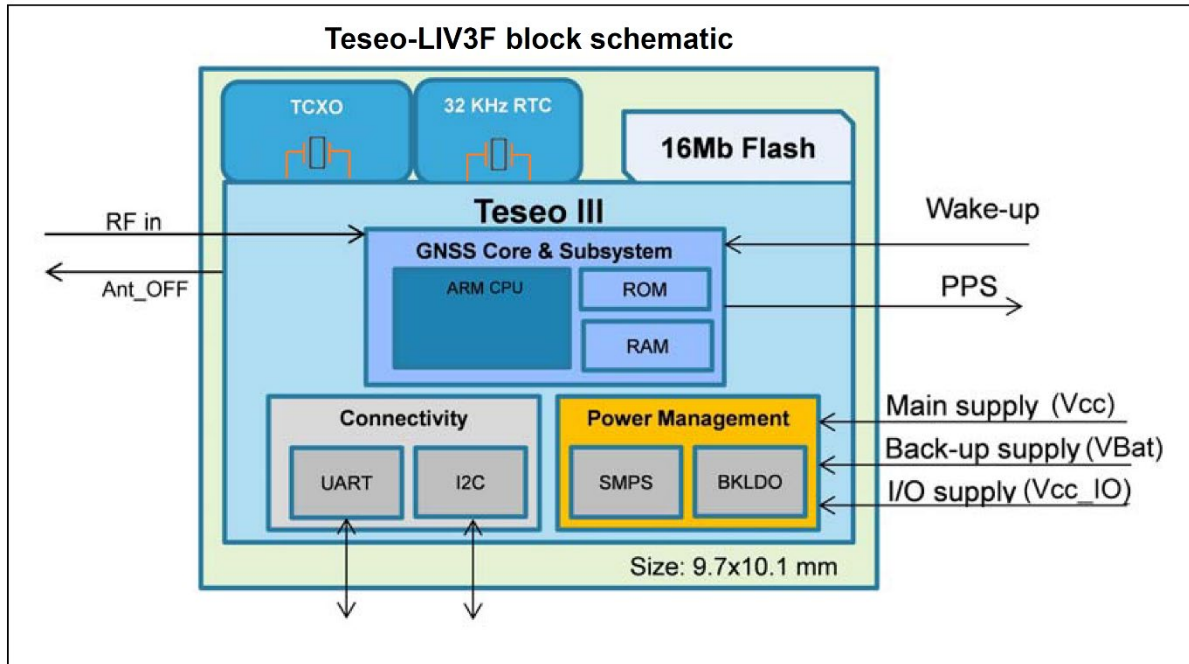 Teseo-LIV3F block schematic
TCXO
32 KHz RTC
16Mb Flash
Teseo III
RF in
Wake-up
GNSS Core & Subsystem
ARM CPU
ROM
Ant_OFF
PPS
RAM
Connectivity
Power Management
Main supply (Vcc)
UART
I2C
SMPS
BKLDO
Back-up supply (VBat)
I/O supply (Vcc_IO)
Size: 9.7x10.1 mm